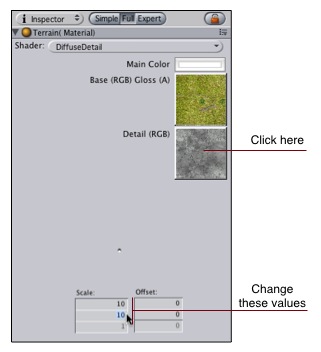 i Inspector
Simple Full Expert
Terrain( Material)
Shader: DiffuseDetail
Main Color
Base (RGB) Gloss (A)
Detail (RGB)
Click here
Change
these values
Scale: Offset:
10 0
10 0
1 0